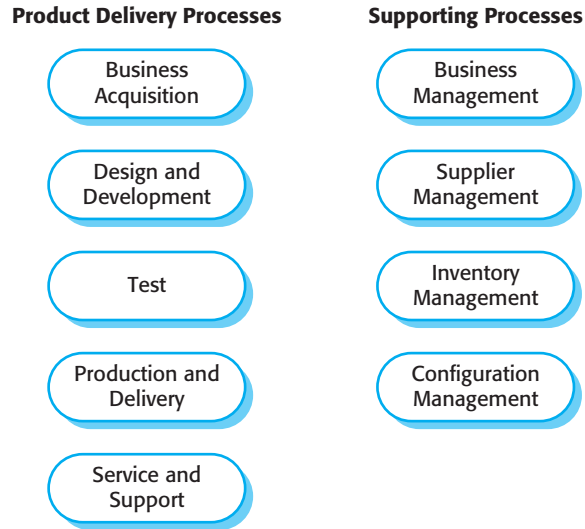 Product Delivery Processes
Business
Acquisition
Design and
Development
Test
Production and
Delivery
Service and
Support
Supporting Processes
Business
Management
Supplier
Management
Inventory
Management
Configuration
Management